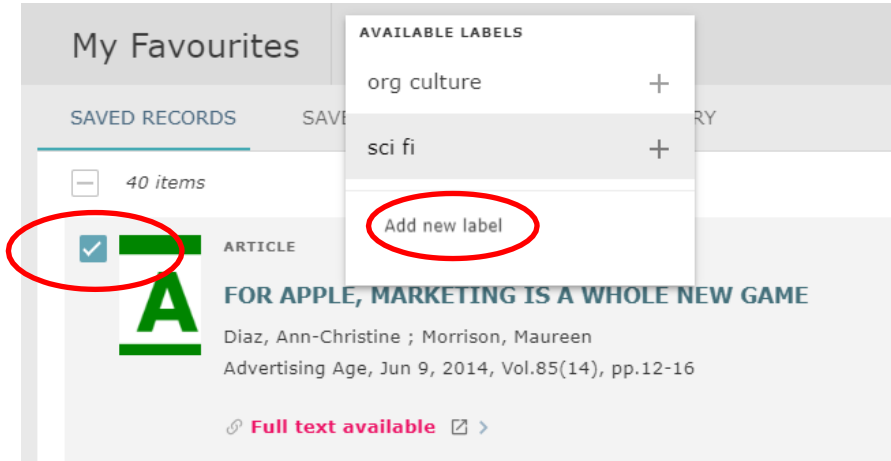 My Favourites
AVAILABLE LABELS
org culture
sci fi
Add new label
SAVED RECORDS SAVE RY
40 items
A
ARTICLE
FOR APPLE, MARKETING IS A WHOLE NEW GAME
Diaz, Ann-Christine ; Morrison, Maureen
Advertising Age, Jun 9, 2014, Vol.85(14), pp.12-16
Full text available